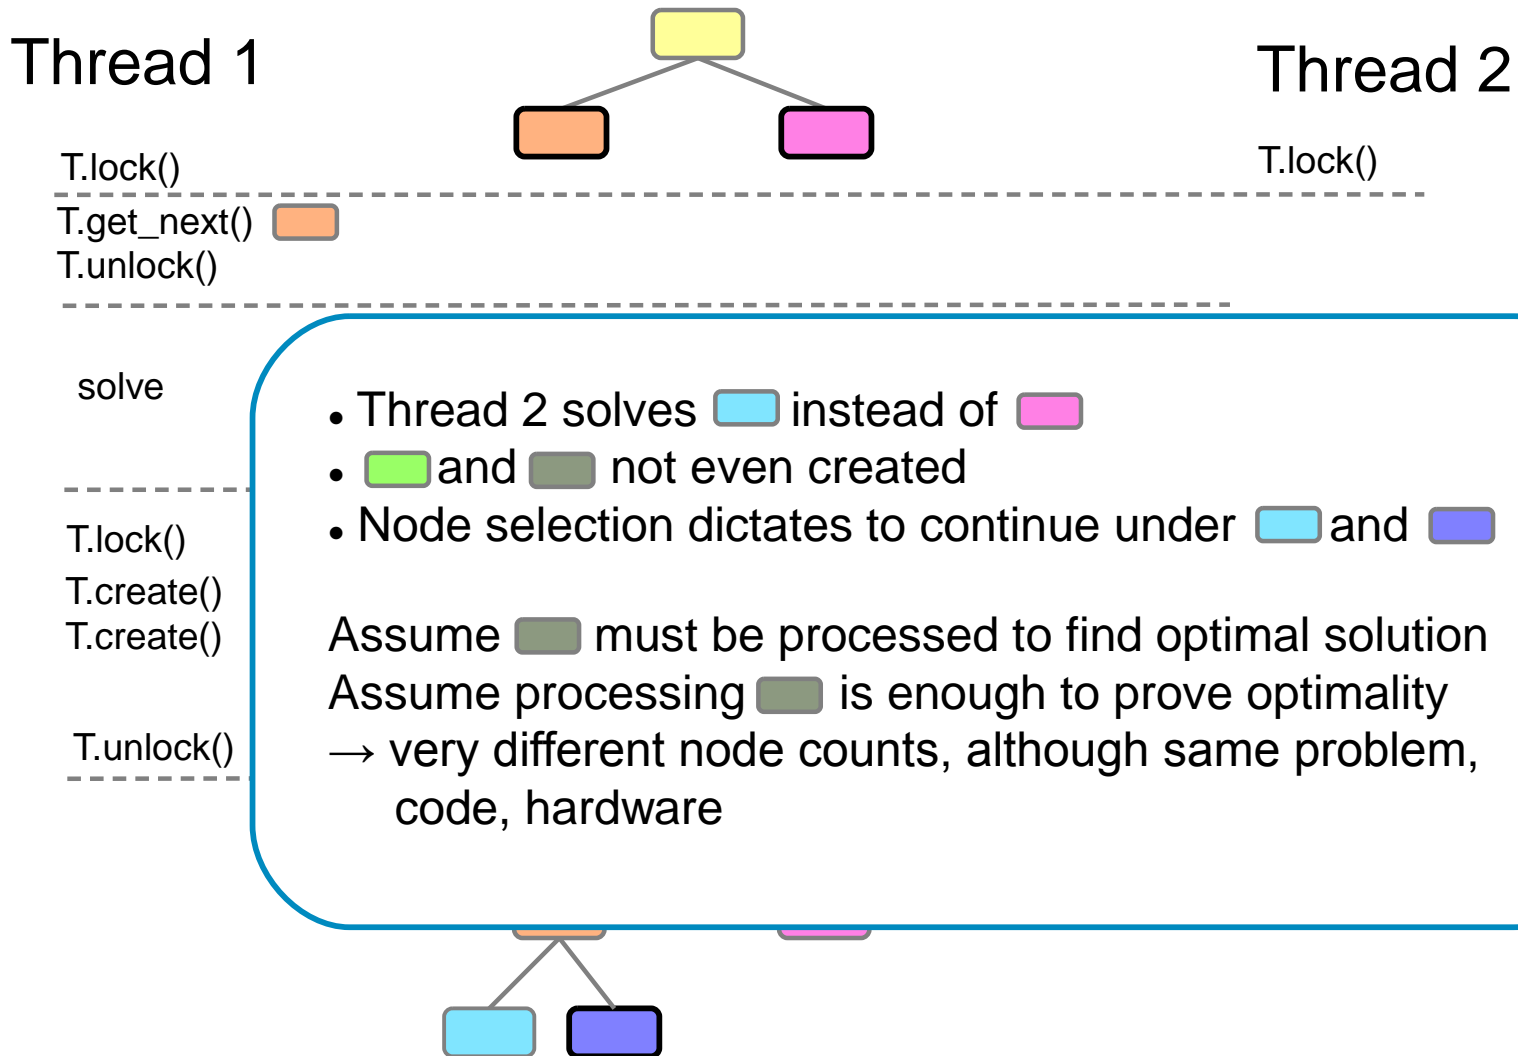 Thread 1
Thread 2
T.lock()
T.lock()
T.get_next()
T.unlock()
solve
• Thread 2 solves instead of
• and not even created
• Node selection dictates to continue under and
T.lock()
T.create()
T.create()
Assume must be processed to find optimal solution
Assume processing is enough to prove optimality
→ very different node counts, although same problem,
code, hardware
T.unlock()